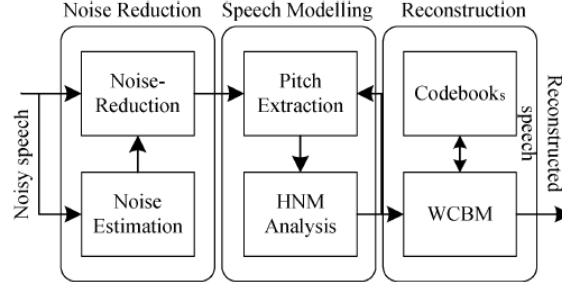 Noise Reduction
Speech Modelling
Reconstruction
Noisy speech
Noise-
Reduction
Noise
Estimation
Pitch
Extraction
HNM
Analysis
Codebooks
WCBM
Reconstructed
speech